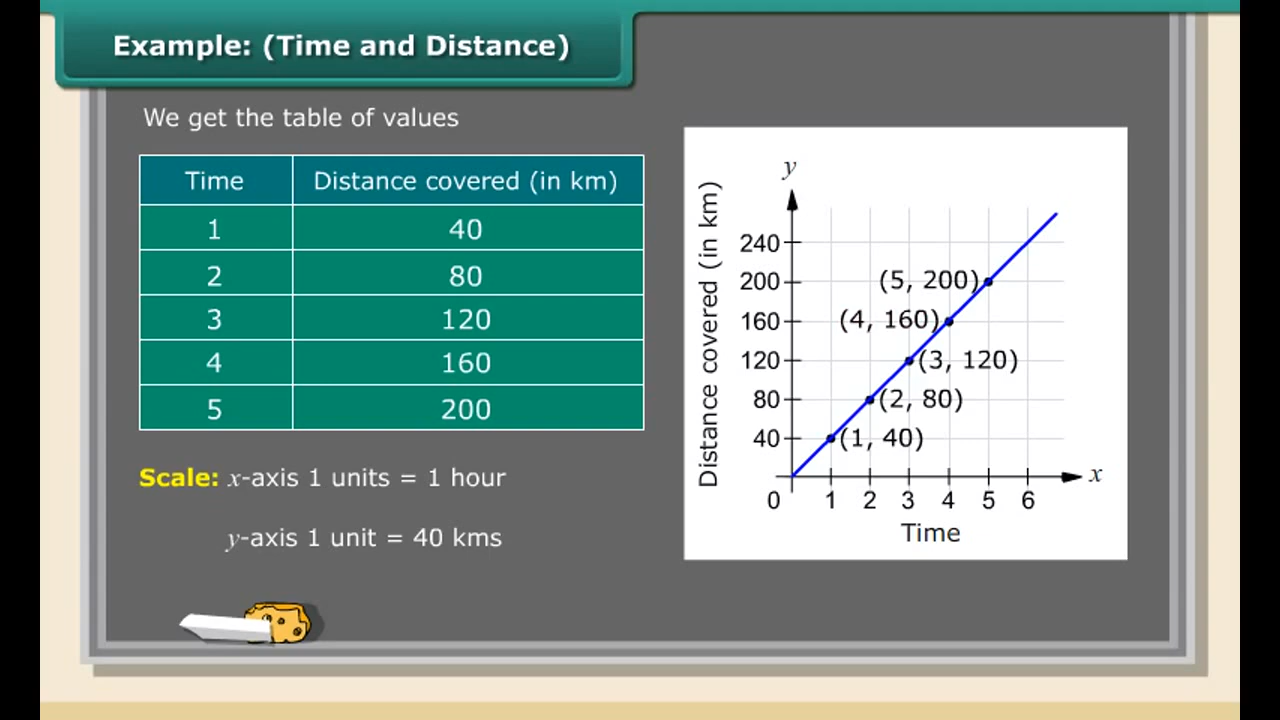 Example: (Time and Distance)
We get the table of values
Time Distance covered (in km)
1 40
2 80
3 120
4 160
5 200
Scale: x-axis 1 units = 1 hour
y-axis 1 unit = 40 kms
y
Distance covered (in km)
240
200
160
120
80
40
(5, 200)
(4, 160)
(3, 120)
(2, 80)
(1, 40)
x
0 1 2 3 4 5 6
Time